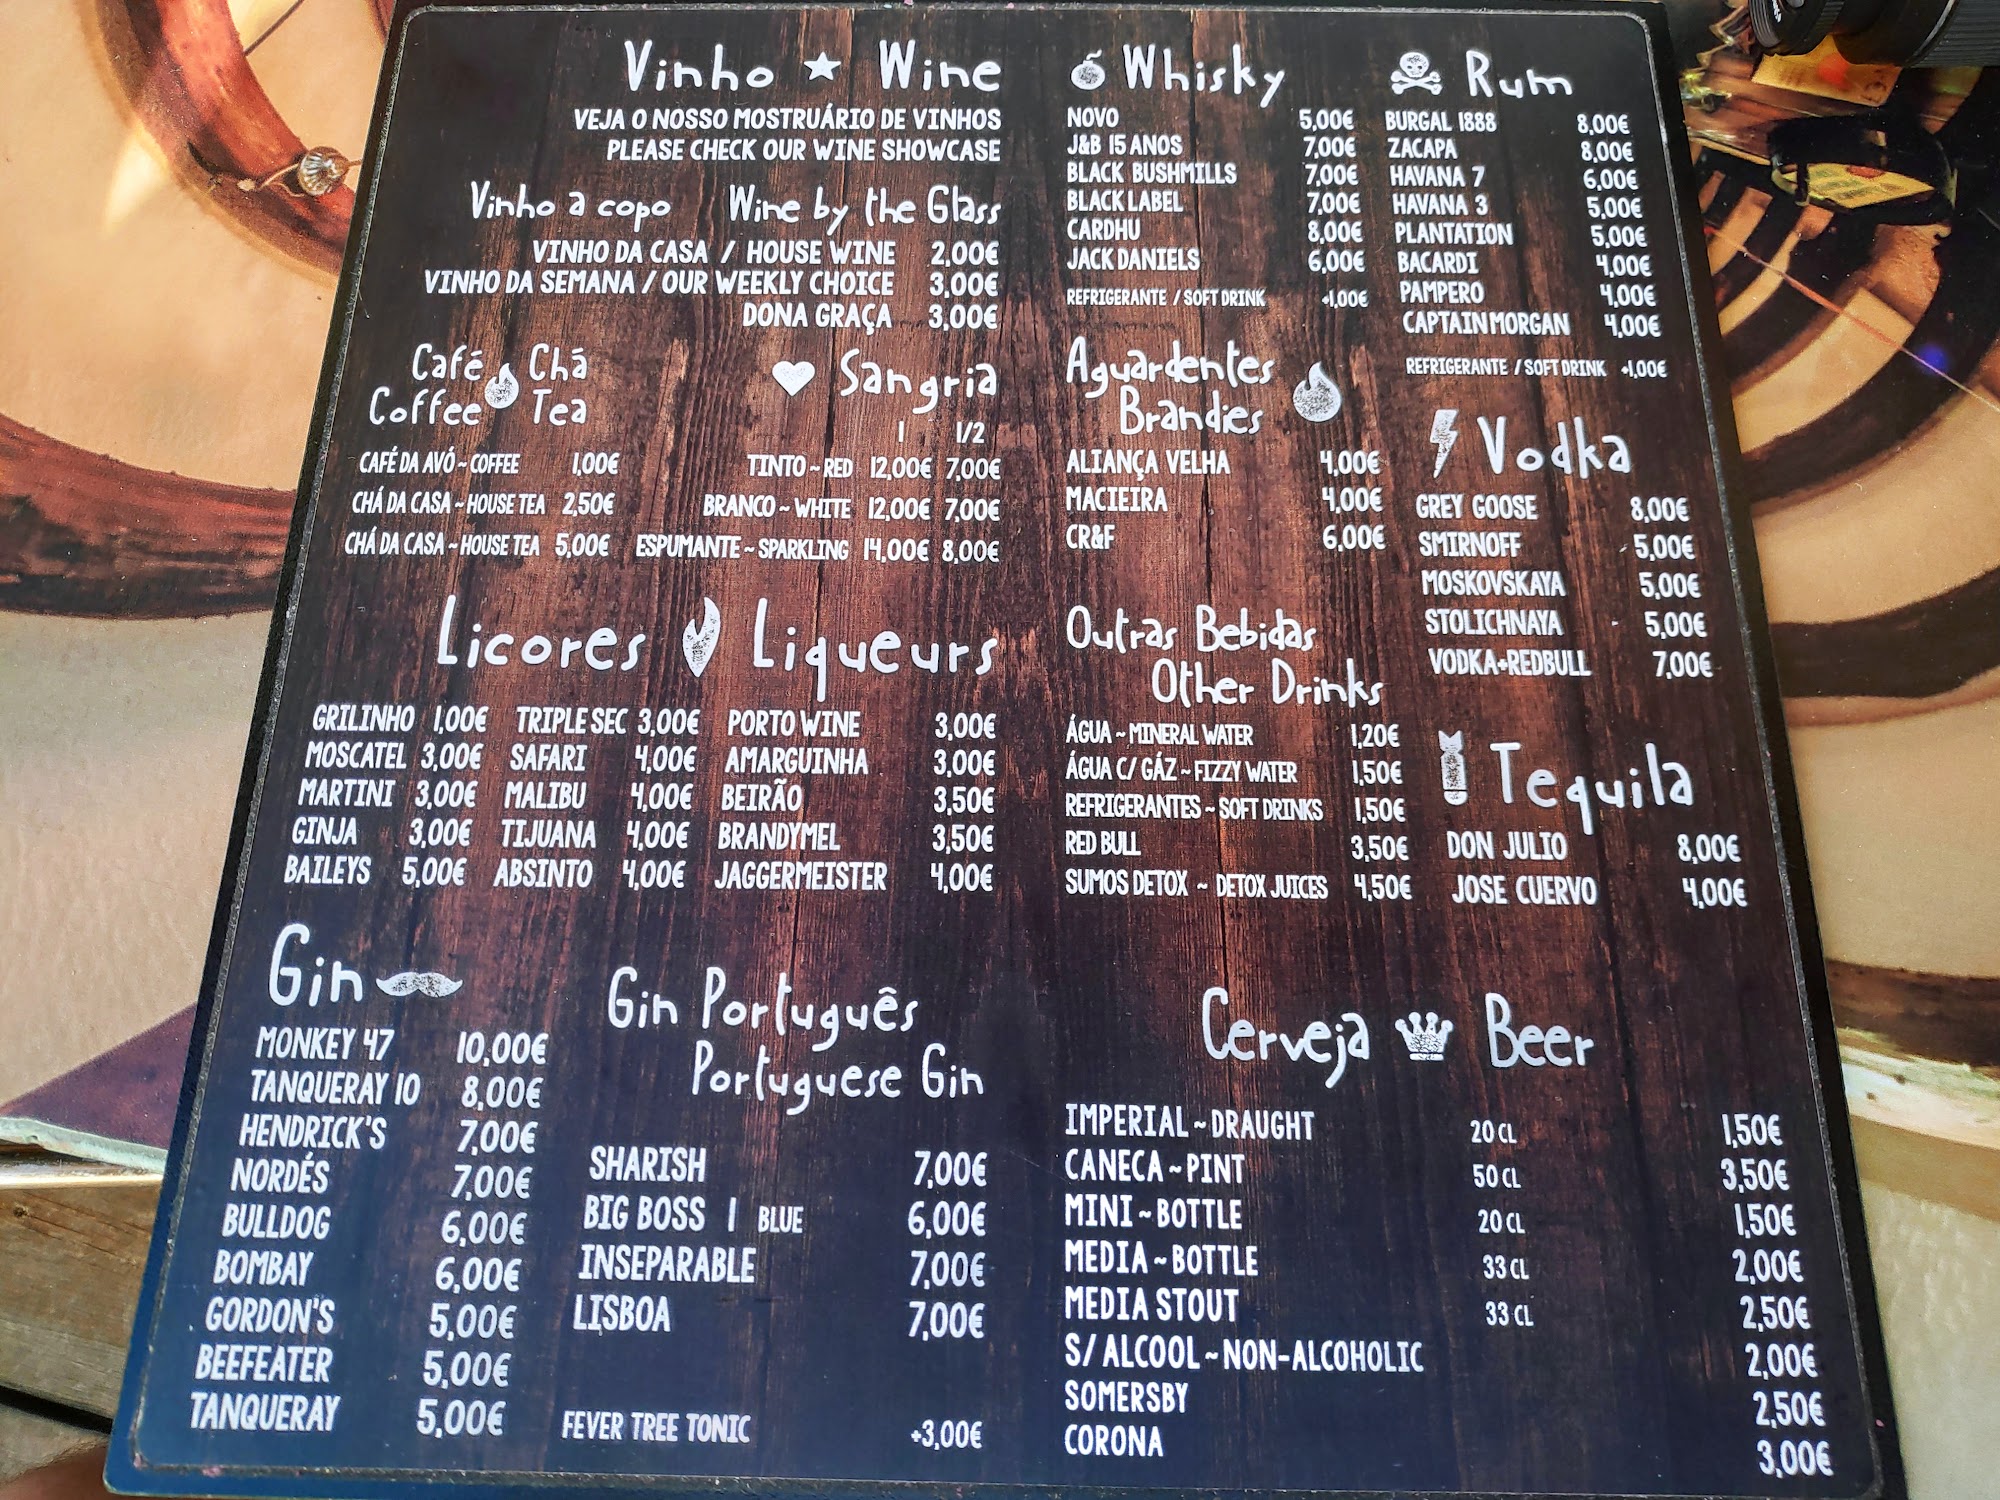 Vinho Wine
VEJA O NOSSO MOSTRUÁRIO DE VINHOS
PLEASE CHECK OUR WINE SHOWCASE
Vinho a copo Wine by the Glass
VINHO DA CASA / HOUSE WINE 2,00€
VINHO DA SEMANA / OUR WEEKLY CHOICE 3,00€
DONA GRAÇA 3,00€
Café Chá
Coffee Tea
CAFÉ DA AVÓ ~ COFFEE 1,00€
CHÁ DA CASA ~ HOUSE TEA 2,50€
CHÁ DA CASA ~ HOUSE TEA 5,00€
Sangria
1 1/2
TINTO ~ RED 12,00€ 7,00€
BRANCO ~ WHITE 12,00€ 7,00€
ESPUMANTE ~ SPARKLING 14,00€ 8,00€
Licores Liqueurs
GRILINHO 1,00€ TRIPLE SEC 3,00€ PORTO WINE 3,00€
MOSCATEL 3,00€ SAFARI 4,00€ AMARGUINHA 3,00€
MARTINI 3,00€ MALIBU 4,00€ BEIRÃO 3,50€
GINJA 3,00€ TIJUANA 4,00€ BRANDYMEL 3,50€
BAILEYS 5,00€ ABSINTO 4,00€ JAGGERMEISTER 4,00€
Gin
MONKEY 47 10,00€
TANQUERAY 10 8,00€
HENDRICK'S 7,00€
NORDÉS 7,00€
BULLDOG 6,00€
BOMBAY 6,00€
GORDON'S 5,00€
BEEFEATER 5,00€
TANQUERAY 5,00€
Gin Português
Portuguese Gin
SHARISH 7,00€
BIG BOSS | BLUE 6,00€
INSEPARABLE 7,00€
LISBOA 7,00€
FEVER TREE TONIC +3,00€
Whisky
NOVO 5,00€
J&B 15 ANOS 7,00€
BLACK BUSHMILLS 7,00€
BLACK LABEL 7,00€
CARDHU 8,00€
JACK DANIELS 6,00€
REFRIGERANTE / SOFT DRINK +1,00€
Aguardentes
Brandies
ALIANÇA VELHA 4,00€
MACIEIRA 4,00€
CR&F 6,00€
Outras Bebidas
Other Drinks
ÁGUA ~ MINERAL WATER 1,20€
ÁGUA C/ GÁZ ~ FIZZY WATER 1,50€
REFRIGERANTES ~ SOFT DRINKS 1,50€
RED BULL 3,50€
SUMOS DETOX ~ DETOX JUICES 4,50€
Rum
BURGAL 1888 8,00€
ZACAPA 8,00€
HAVANA 7 6,00€
HAVANA 3 5,00€
PLANTATION 5,00€
BACARDI 4,00€
PAMPERO 4,00€
CAPTAIN MORGAN 4,00€
REFRIGERANTE / SOFT DRINK +1,00€
Vodka
GREY GOOSE 8,00€
SMIRNOFF 5,00€
MOSKOVSKAYA 5,00€
STOLICHNAYA 5,00€
VODKA+REDBULL 7,00€
Tequila
DON JULIO 8,00€
JOSE CUERVO 4,00€
Cerveja Beer
IMPERIAL ~ DRAUGHT 20 CL 1,50€
CANECA ~ PINT 50 CL 3,50€
MINI ~ BOTTLE 20 CL 1,50€
MEDIA ~ BOTTLE 33 CL 2,00€
MEDIA STOUT 33 CL 2,50€
S/ ALCOOL ~ NON-ALCOHOLIC 2,00€
SOMERSBY 2,50€
CORONA 3,00€